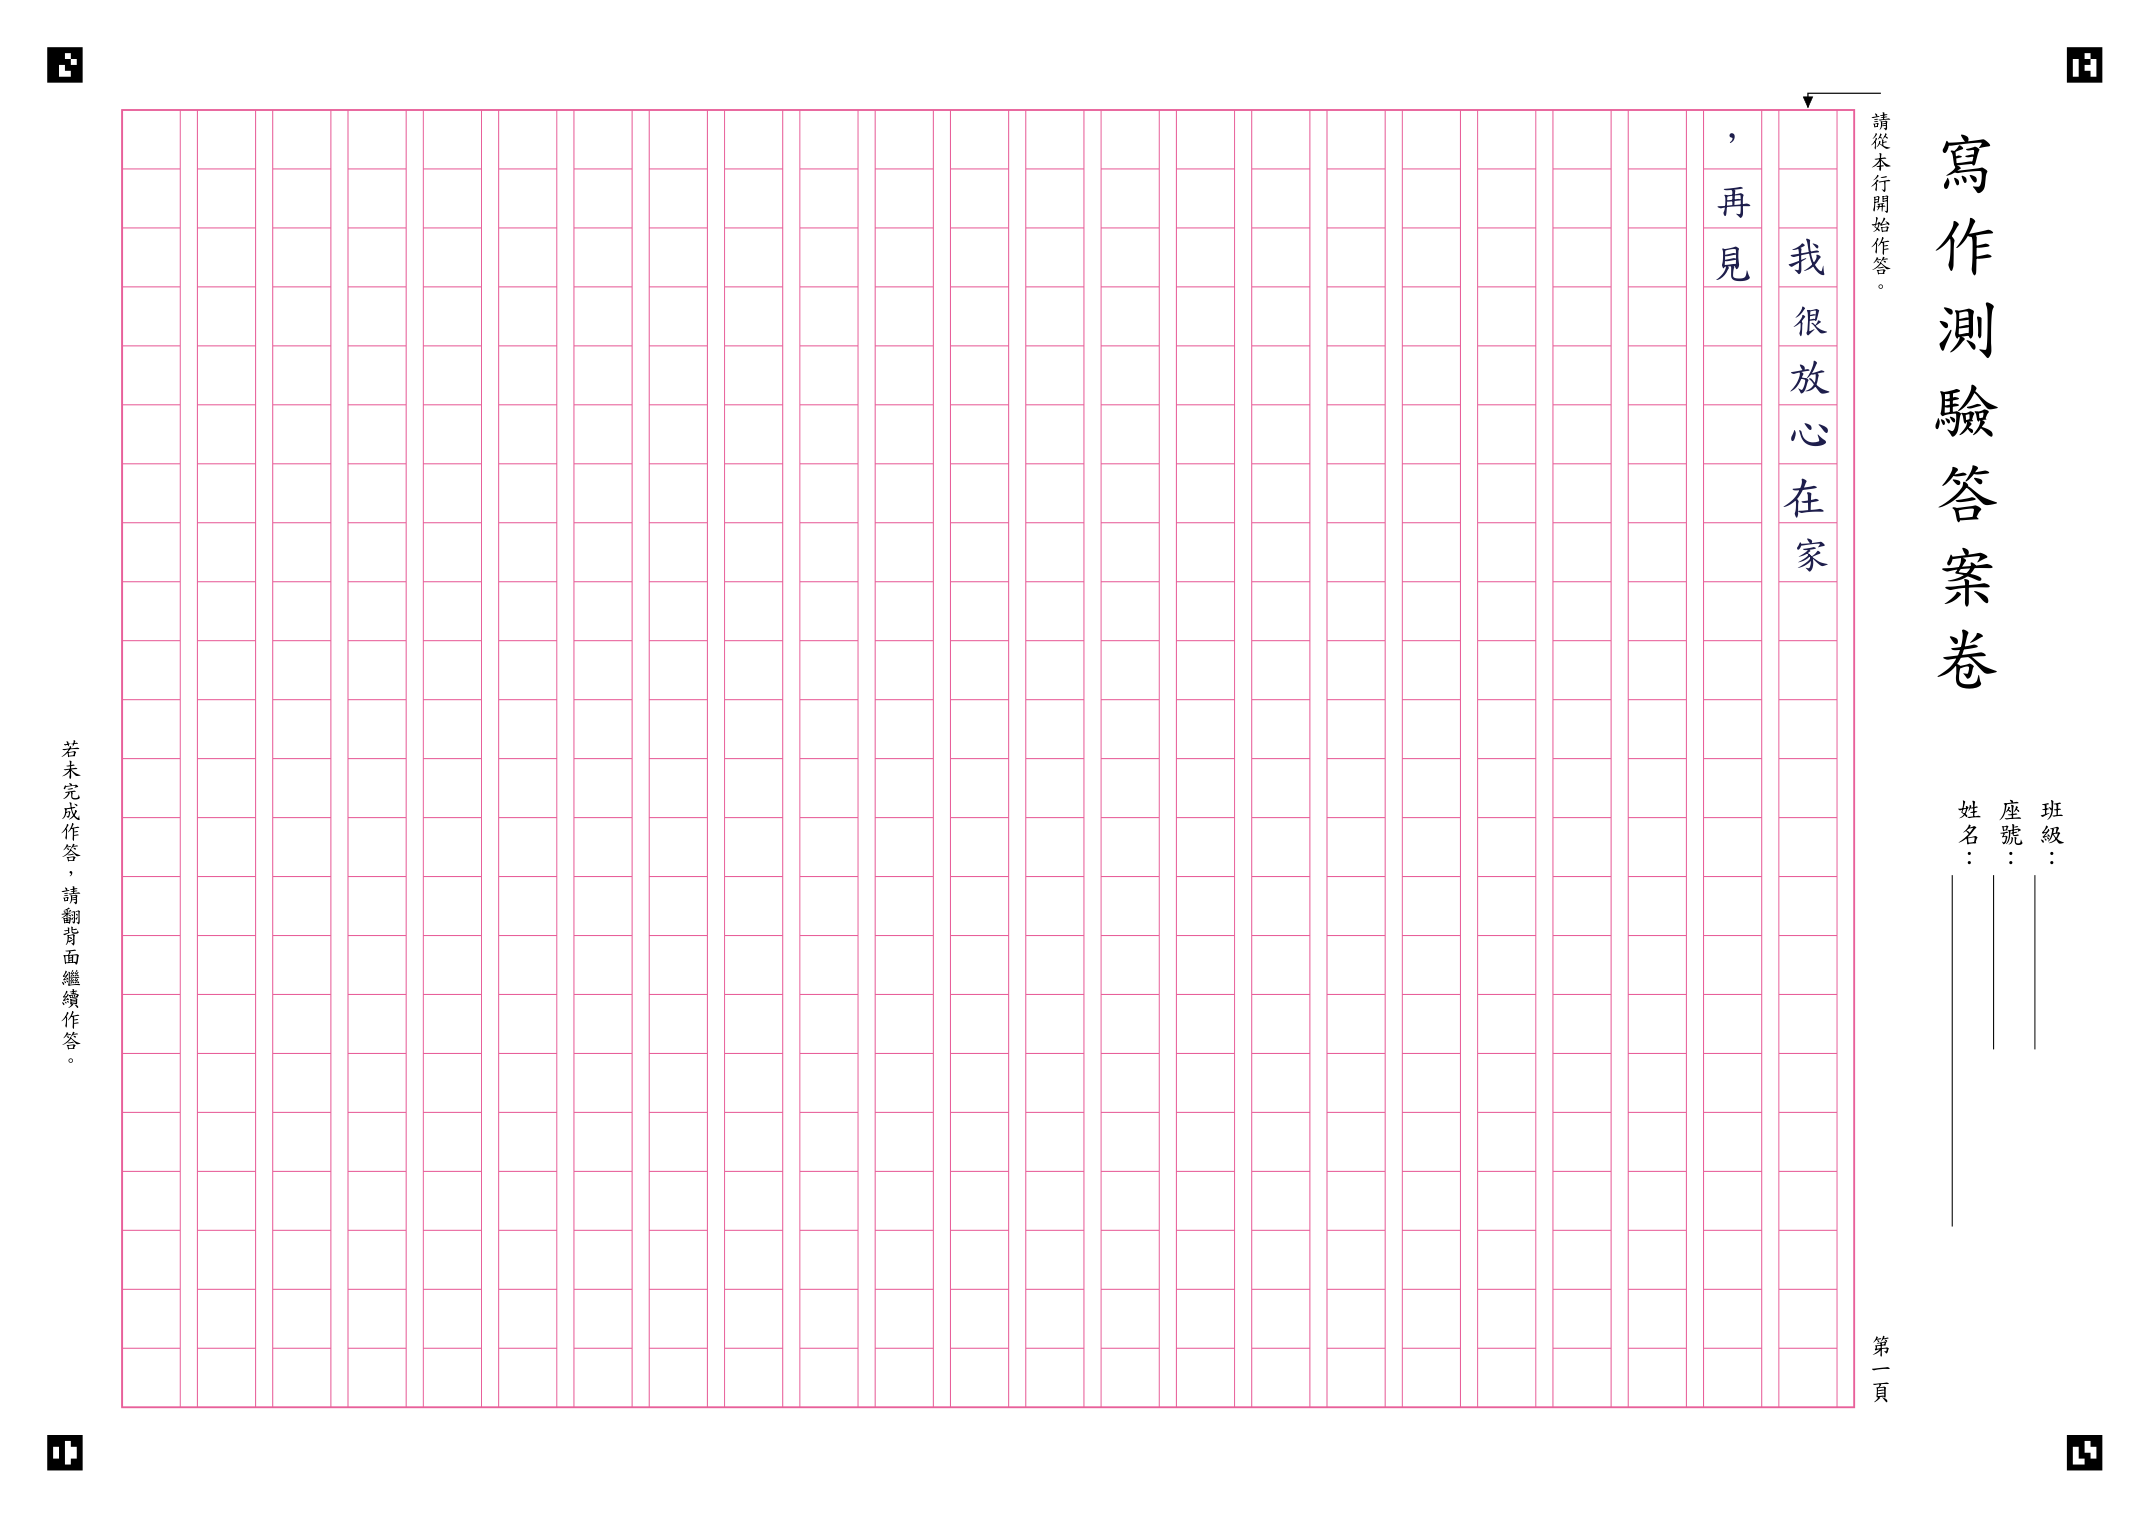 寫作測驗答案卷
班級：
座號：
姓名：
請從本行開始作答。
第一頁
我很放心在家
，再見
若未完成作答，請翻背面繼續作答。